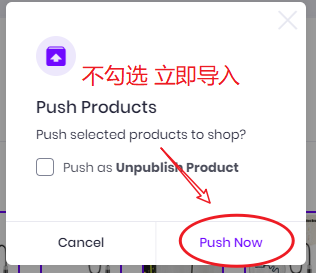 不勾选 立即导入
Push Products
Push selected products to shop?
Push as Unpublish Product
Cancel
Push Now